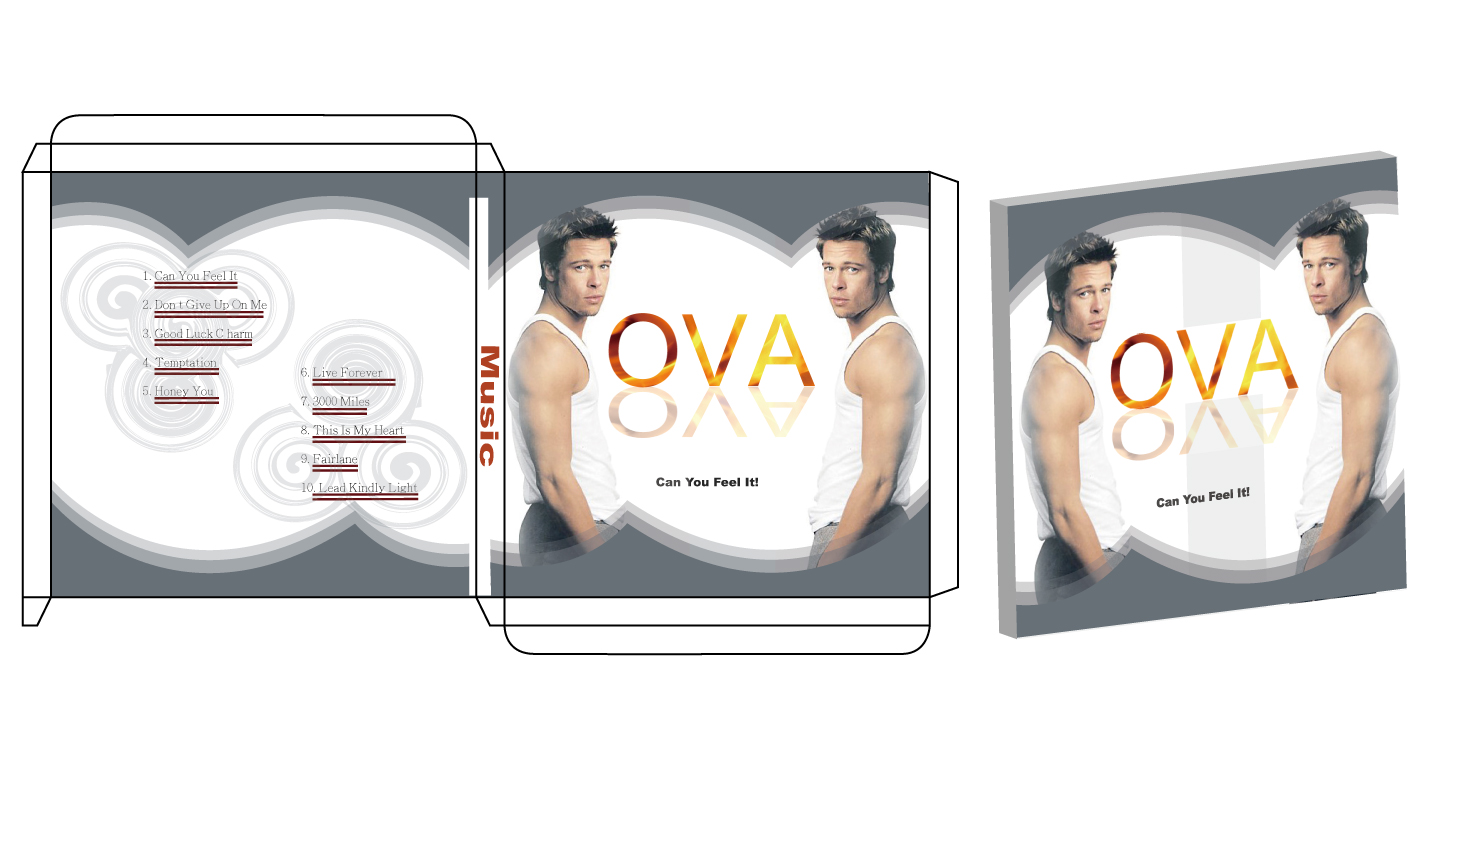 1. Can You Feel It
2. Don t Give Up On Me
3. Good Luck C harm
4. Temptation
5. Honey You
6. Live Forever
7. 3000 Miles
8. This Is My Heart
9. Fairlane
10. Lead Kindly Light
Music
OVA
OVA
Can You Feel It!
OVA
OVA
Can You Feel It!